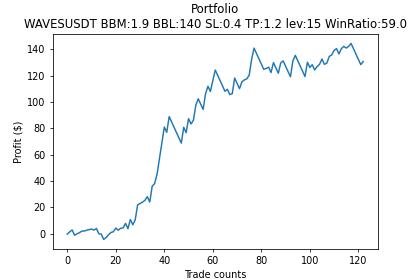 Portfolio
WAVESUSDT BBM:1.9 BBL:140 SL:0.4 TP:1.2 lev:15 WinRatio:59.0
140
120
100
80
60
40
20
0
Profit ($)
0 20 40 60 80 100 120
Trade counts